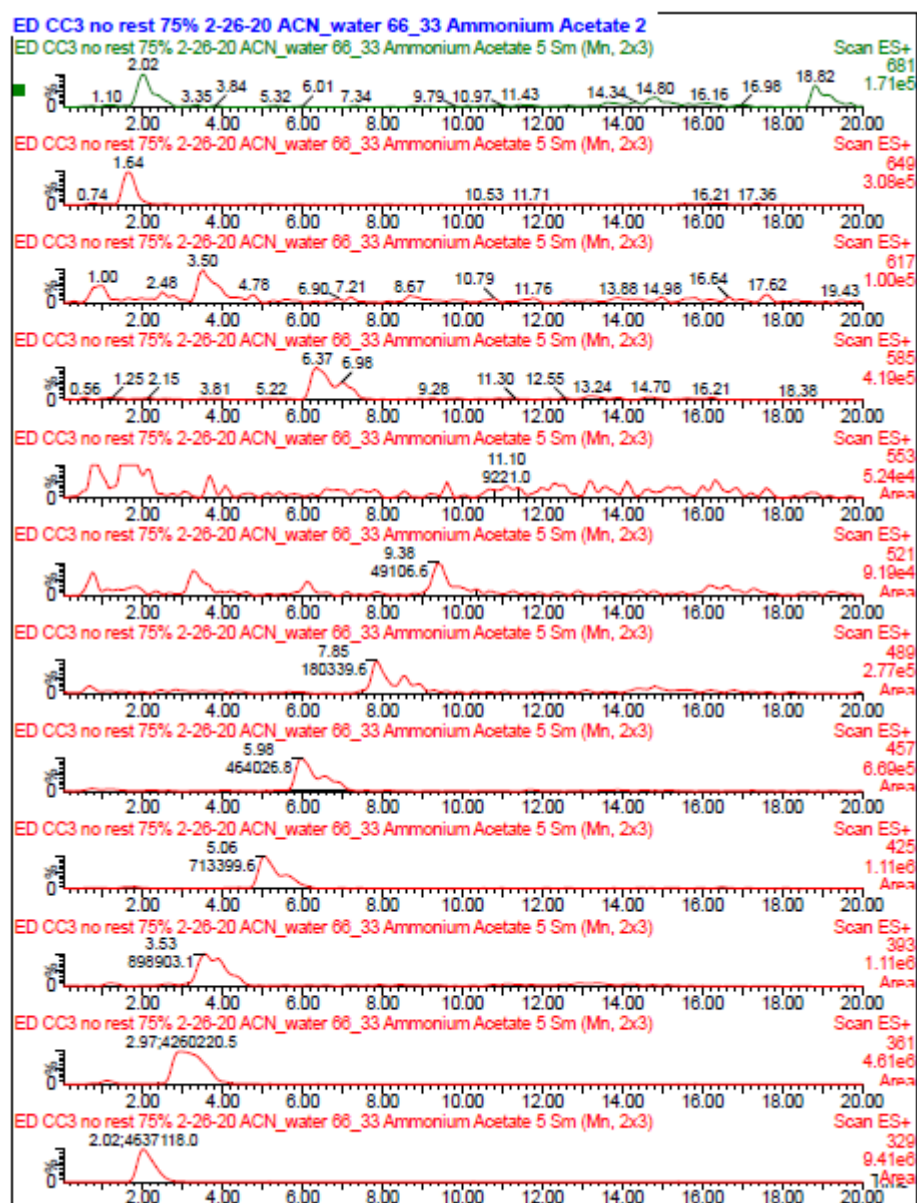 ED CC3 no rest 75% 2-26-20 ACN_water 66_33 Ammonium Acetate 2
ED CC3 no rest 75% 2-26-20 ACN_water 66_33 Ammonium Acetate 5 Sm (Mn, 2x3) Scan ES+
2.02 681
1.10 3.35 3.84 5.32 6.01 7.34 9.79 10.97 11.43 14.34 14.80 16.16 16.98 18.82 1.71e5
% 0
2.00 4.00 6.00 8.00 10.00 12.00 14.00 16.00 18.00 20.00
ED CC3 no rest 75% 2-26-20 ACN_water 66_33 Ammonium Acetate 5 Sm (Mn, 2x3) Scan ES+
1.64 649
0.74 10.53 11.71 16.21 17.36 3.08e5
% 0
2.00 4.00 6.00 8.00 10.00 12.00 14.00 16.00 18.00 20.00
ED CC3 no rest 75% 2-26-20 ACN_water 66_33 Ammonium Acetate 5 Sm (Mn, 2x3) Scan ES+
3.50 617
1.00 2.48 4.78 6.90 7.21 8.67 10.79 11.76 13.88 14.98 16.64 17.62 19.43 1.00e5
% 0
2.00 4.00 6.00 8.00 10.00 12.00 14.00 16.00 18.00 20.00
ED CC3 no rest 75% 2-26-20 ACN_water 66_33 Ammonium Acetate 5 Sm (Mn, 2x3) Scan ES+
6.37 6.98 585
0.56 1.25 2.15 3.81 5.22 9.28 11.30 12.55 13.24 14.70 16.21 18.38 4.19e5
% 0
2.00 4.00 6.00 8.00 10.00 12.00 14.00 16.00 18.00 20.00
ED CC3 no rest 75% 2-26-20 ACN_water 66_33 Ammonium Acetate 5 Sm (Mn, 2x3) Scan ES+
11.10 553
9221.0 5.24e4
% 0 Area
2.00 4.00 6.00 8.00 10.00 12.00 14.00 16.00 18.00 20.00
ED CC3 no rest 75% 2-26-20 ACN_water 66_33 Ammonium Acetate 5 Sm (Mn, 2x3) Scan ES+
9.38 521
49106.6 9.19e4
% 0 Area
2.00 4.00 6.00 8.00 10.00 12.00 14.00 16.00 18.00 20.00
ED CC3 no rest 75% 2-26-20 ACN_water 66_33 Ammonium Acetate 5 Sm (Mn, 2x3) Scan ES+
7.85 489
180339.6 2.77e5
% 0 Area
2.00 4.00 6.00 8.00 10.00 12.00 14.00 16.00 18.00 20.00
ED CC3 no rest 75% 2-26-20 ACN_water 66_33 Ammonium Acetate 5 Sm (Mn, 2x3) Scan ES+
5.98 457
464026.8 6.69e5
% 0 Area
2.00 4.00 6.00 8.00 10.00 12.00 14.00 16.00 18.00 20.00
ED CC3 no rest 75% 2-26-20 ACN_water 66_33 Ammonium Acetate 5 Sm (Mn, 2x3) Scan ES+
5.06 425
713399.6 1.11e6
% 0 Area
2.00 4.00 6.00 8.00 10.00 12.00 14.00 16.00 18.00 20.00
ED CC3 no rest 75% 2-26-20 ACN_water 66_33 Ammonium Acetate 5 Sm (Mn, 2x3) Scan ES+
3.53 393
898903.1 1.11e6
% 0 Area
2.00 4.00 6.00 8.00 10.00 12.00 14.00 16.00 18.00 20.00
ED CC3 no rest 75% 2-26-20 ACN_water 66_33 Ammonium Acetate 5 Sm (Mn, 2x3) Scan ES+
2.97;4260220.5 361
4.61e6
% 0 Area
2.00 4.00 6.00 8.00 10.00 12.00 14.00 16.00 18.00 20.00
ED CC3 no rest 75% 2-26-20 ACN_water 66_33 Ammonium Acetate 5 Sm (Mn, 2x3) Scan ES+
2.02;4637118.0 329
9.41e6
% 0 Area
2.00 4.00 6.00 8.00 10.00 12.00 14.00 16.00 18.00 20.00